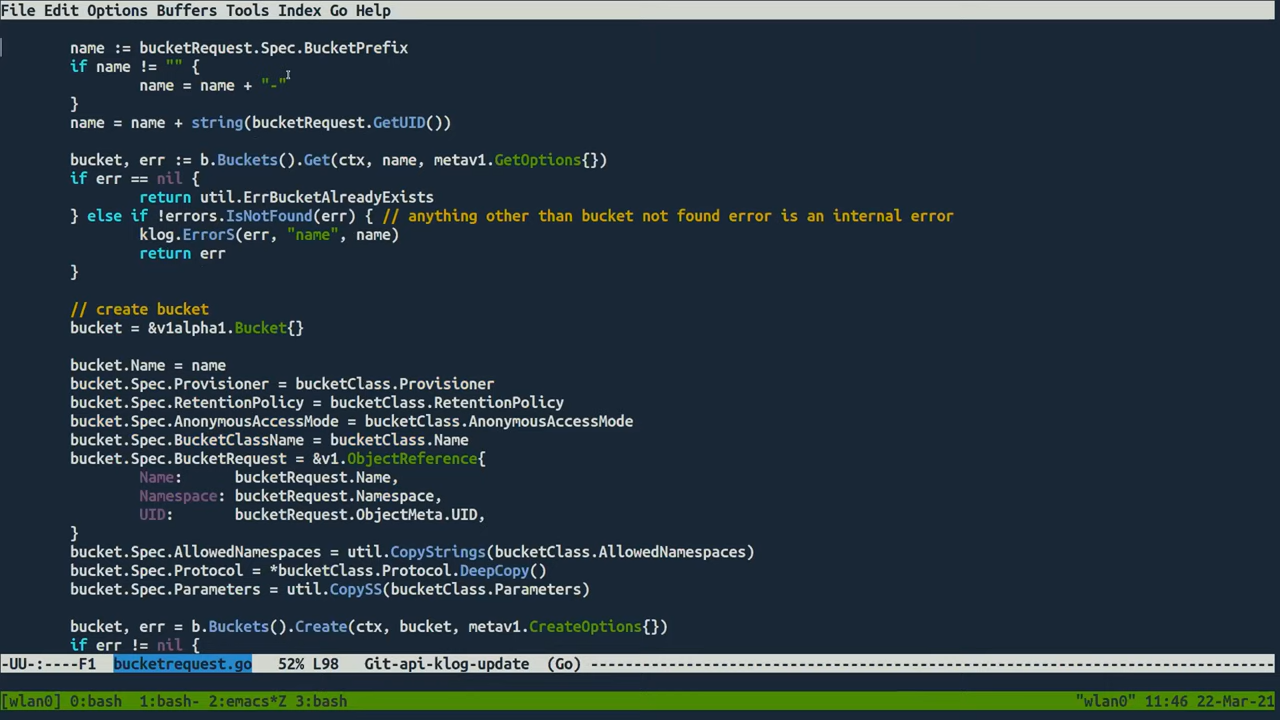 File Edit Options Buffers Tools Index Go Help
name := bucketRequest.Spec.BucketPrefix
if name != "" {
name = name + "-"
}
name = name + string(bucketRequest.GetUID())
bucket, err := b.Buckets().Get(ctx, name, metav1.GetOptions{})
if err == nil {
return util.ErrBucketAlreadyExists
} else if !errors.IsNotFound(err) { // anything other than bucket not found error is an internal error
klog.ErrorS(err, "name", name)
return err
}
// create bucket
bucket = &v1alpha1.Bucket{}
bucket.Name = name
bucket.Spec.Provisioner = bucketClass.Provisioner
bucket.Spec.RetentionPolicy = bucketClass.RetentionPolicy
bucket.Spec.AnonymousAccessMode = bucketClass.AnonymousAccessMode
bucket.Spec.BucketClassName = bucketClass.Name
bucket.Spec.BucketRequest = &v1.ObjectReference{
Name: bucketRequest.Name,
Namespace: bucketRequest.Namespace,
UID: bucketRequest.ObjectMeta.UID,
}
bucket.Spec.AllowedNamespaces = util.CopyStrings(bucketClass.AllowedNamespaces)
bucket.Spec.Protocol = *bucketClass.Protocol.DeepCopy()
bucket.Spec.Parameters = util.CopySS(bucketClass.Parameters)
bucket, err = b.Buckets().Create(ctx, bucket, metav1.CreateOptions{})
if err != nil {
-UU-:----F1 bucketrequest.go 52% L98 Git-api-klog-update (Go) -------------------------------------------------------------------------------
[wlan0] 0:bash 1:bash- 2:emacs*Z 3:bash "wlan0" 11:46 22-Mar-21